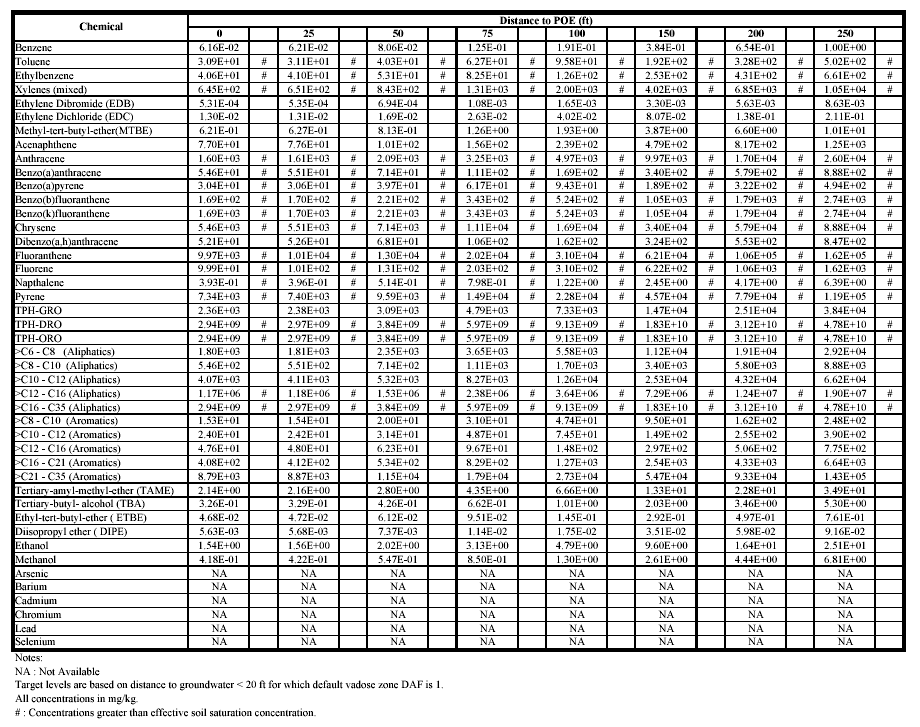 Chemical Distance to POE (ft)
0 25 50 75 100 150 200 250
Benzene 6.16E-02 6.21E-02 8.06E-02 1.25E-01 1.91E-01 3.84E-01 6.54E-01 1.00E+00
Toluene 3.09E+01 # 3.11E+01 # 4.03E+01 # 6.27E+01 # 9.58E+01 # 1.92E+02 # 3.28E+02 # 5.02E+02 #
Ethylbenzene 4.06E+01 # 4.10E+01 # 5.31E+01 # 8.25E+01 # 1.26E+02 # 2.53E+02 # 4.31E+02 # 6.61E+02 #
Xylenes (mixed) 6.45E+02 # 6.51E+02 # 8.43E+02 # 1.31E+03 # 2.00E+03 # 4.02E+03 # 6.85E+03 # 1.05E+04 #
Ethylene Dibromide (EDB) 5.31E-04 5.35E-04 6.94E-04 1.08E-03 1.65E-03 3.30E-03 5.63E-03 8.63E-03
Ethylene Dichloride (EDC) 1.30E-02 1.31E-02 1.69E-02 2.63E-02 4.02E-02 8.07E-02 1.38E-01 2.11E-01
Methyl-tert-butyl-ether(MTBE) 6.21E-01 6.27E-01 8.13E-01 1.26E+00 1.93E+00 3.87E+00 6.60E+00 1.01E+01
Acenaphthene 7.70E+01 7.76E+01 1.01E+02 1.56E+02 2.39E+02 4.79E+02 8.17E+02 1.25E+03
Anthracene 1.60E+03 # 1.61E+03 # 2.09E+03 # 3.25E+03 # 4.97E+03 # 9.97E+03 # 1.70E+04 # 2.60E+04 #
Benzo(a)anthracene 5.46E+01 # 5.51E+01 # 7.14E+01 # 1.11E+02 # 1.69E+02 # 3.40E+02 # 5.79E+02 # 8.88E+02 #
Benzo(a)pyrene 3.04E+01 # 3.06E+01 # 3.97E+01 # 6.17E+01 # 9.43E+01 # 1.89E+02 # 3.22E+02 # 4.94E+02 #
Benzo(b)fluoranthene 1.69E+02 # 1.70E+02 # 2.21E+02 # 3.43E+02 # 5.24E+02 # 1.05E+03 # 1.79E+03 # 2.74E+03 #
Benzo(k)fluoranthene 1.69E+03 # 1.70E+03 # 2.21E+03 # 3.43E+03 # 5.24E+03 # 1.05E+04 # 1.79E+04 # 2.74E+04 #
Chrysene 5.46E+03 # 5.51E+03 # 7.14E+03 # 1.11E+04 # 1.69E+04 # 3.40E+04 # 5.79E+04 # 8.88E+04 #
Dibenzo(a,h)anthracene 5.21E+01 5.26E+01 6.81E+01 1.06E+02 1.62E+02 3.24E+02 5.53E+02 8.47E+02
Fluoranthene 9.97E+03 # 1.01E+04 # 1.30E+04 # 2.02E+04 # 3.10E+04 # 6.21E+04 # 1.06E+05 # 1.62E+05 #
Fluorene 9.99E+01 # 1.01E+02 # 1.31E+02 # 2.03E+02 # 3.10E+02 # 6.22E+02 # 1.06E+03 # 1.62E+03 #
Napthalene 3.93E-01 # 3.96E-01 # 5.14E-01 # 7.98E-01 # 1.22E+00 # 2.45E+00 # 4.17E+00 # 6.39E+00 #
Pyrene 7.34E+03 # 7.40E+03 # 9.59E+03 # 1.49E+04 # 2.28E+04 # 4.57E+04 # 7.79E+04 # 1.19E+05 #
TPH-GRO 2.36E+03 2.38E+03 3.09E+03 4.79E+03 7.33E+03 1.47E+04 2.51E+04 3.84E+04
TPH-DRO 2.94E+09 # 2.97E+09 # 3.84E+09 # 5.97E+09 # 9.13E+09 # 1.83E+10 # 3.12E+10 # 4.78E+10 #
TPH-ORO 2.94E+09 # 2.97E+09 # 3.84E+09 # 5.97E+09 # 9.13E+09 # 1.83E+10 # 3.12E+10 # 4.78E+10 #
>C6 - C8 (Aliphatics) 1.80E+03 1.81E+03 2.35E+03 3.65E+03 5.58E+03 1.12E+04 1.91E+04 2.92E+04
>C8 - C10 (Aliphatics) 5.46E+02 5.51E+02 7.14E+02 1.11E+03 1.70E+03 3.40E+03 5.80E+03 8.88E+03
>C10 - C12 (Aliphatics) 4.07E+03 4.11E+03 5.32E+03 8.27E+03 1.26E+04 2.53E+04 4.32E+04 6.62E+04
>C12 - C16 (Aliphatics) 1.17E+06 # 1.18E+06 # 1.53E+06 # 2.38E+06 # 3.64E+06 # 7.29E+06 # 1.24E+07 # 1.90E+07 #
>C16 - C35 (Aliphatics) 2.94E+09 # 2.97E+09 # 3.84E+09 # 5.97E+09 # 9.13E+09 # 1.83E+10 # 3.12E+10 # 4.78E+10 #
>C8 - C10 (Aromatics) 1.53E+01 1.54E+01 2.00E+01 3.10E+01 4.74E+01 9.50E+01 1.62E+02 2.48E+02
>C10 - C12 (Aromatics) 2.40E+01 2.42E+01 3.14E+01 4.87E+01 7.45E+01 1.49E+02 2.55E+02 3.90E+02
>C12 - C16 (Aromatics) 4.76E+01 4.80E+01 6.23E+01 9.67E+01 1.48E+02 2.97E+02 5.06E+02 7.75E+02
>C16 - C21 (Aromatics) 4.08E+02 4.12E+02 5.34E+02 8.29E+02 1.27E+03 2.54E+03 4.33E+03 6.64E+03
>C21 - C35 (Aromatics) 8.79E+03 8.87E+03 1.15E+04 1.79E+04 2.73E+04 5.47E+04 9.33E+04 1.43E+05
Tertiary-amyl-methyl-ether (TAME) 2.14E+00 2.16E+00 2.80E+00 4.35E+00 6.66E+00 1.33E+01 2.28E+01 3.49E+01
Tertiary-butyl- alcohol (TBA) 3.26E-01 3.29E-01 4.26E-01 6.62E-01 1.01E+00 2.03E+00 3.46E+00 5.30E+00
Ethyl-tert-butyl-ether ( ETBE) 4.68E-02 4.72E-02 6.12E-02 9.51E-02 1.45E-01 2.92E-01 4.97E-01 7.61E-01
Diisopropyl ether ( DIPE) 5.63E-03 5.68E-03 7.37E-03 1.14E-02 1.75E-02 3.51E-02 5.98E-02 9.16E-02
Ethanol 1.54E+00 1.56E+00 2.02E+00 3.13E+00 4.79E+00 9.60E+00 1.64E+01 2.51E+01
Methanol 4.18E-01 4.22E-01 5.47E-01 8.50E-01 1.30E+00 2.61E+00 4.44E+00 6.81E+00
Arsenic NA NA NA NA NA NA NA NA
Barium NA NA NA NA NA NA NA NA
Cadmium NA NA NA NA NA NA NA NA
Chromium NA NA NA NA NA NA NA NA
Lead NA NA NA NA NA NA NA NA
Selenium NA NA NA NA NA NA NA NA
Notes:
NA : Not Available
Target levels are based on distance to groundwater < 20 ft for which default vadose zone DAF is 1.
All concentrations in mg/kg.
# : Concentrations greater than effective soil saturation concentration.